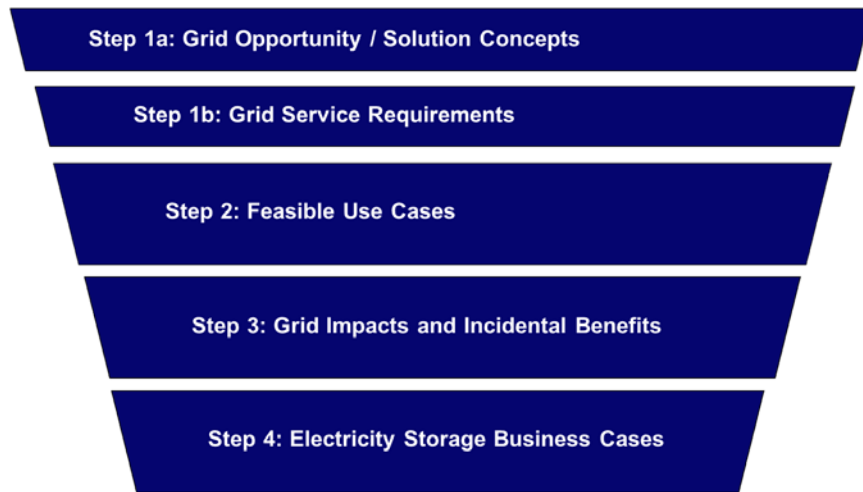 Step 1a: Grid Opportunity / Solution Concepts
Step 1b: Grid Service Requirements
Step 2: Feasible Use Cases
Step 3: Grid Impacts and Incidental Benefits
Step 4: Electricity Storage Business Cases